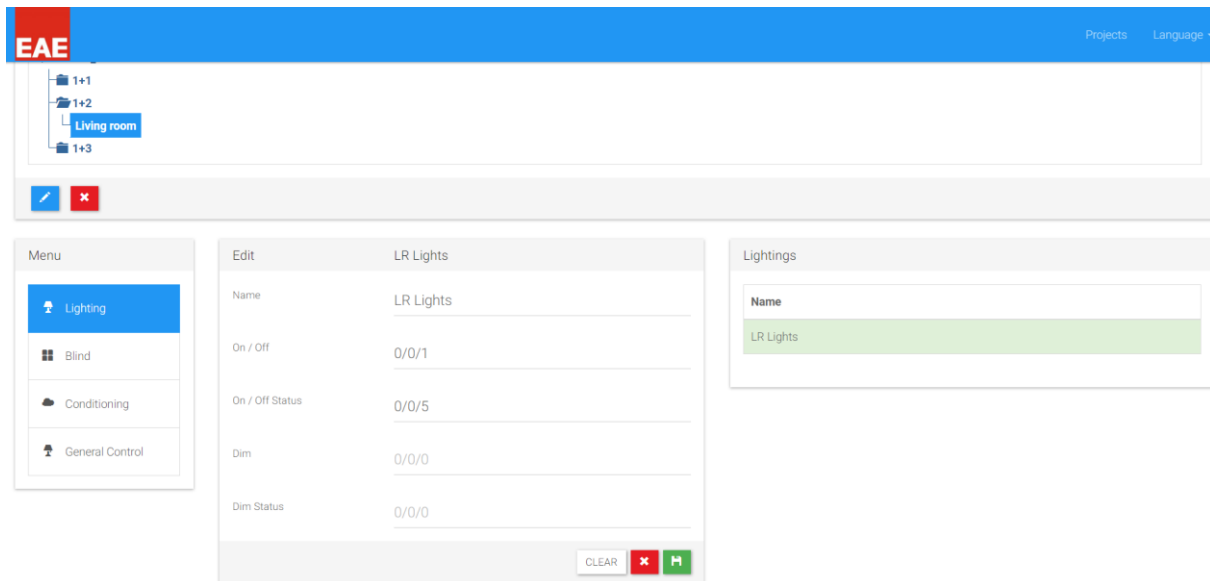 EAE
Projects Language
1+1
1+2
Living room
1+3
Menu
Lighting
Blind
Conditioning
General Control
Edit LR Lights
Name LR Lights
On / Off 0/0/1
On / Off Status 0/0/5
Dim 0/0/0
Dim Status 0/0/0
CLEAR
Lightings
Name
LR Lights